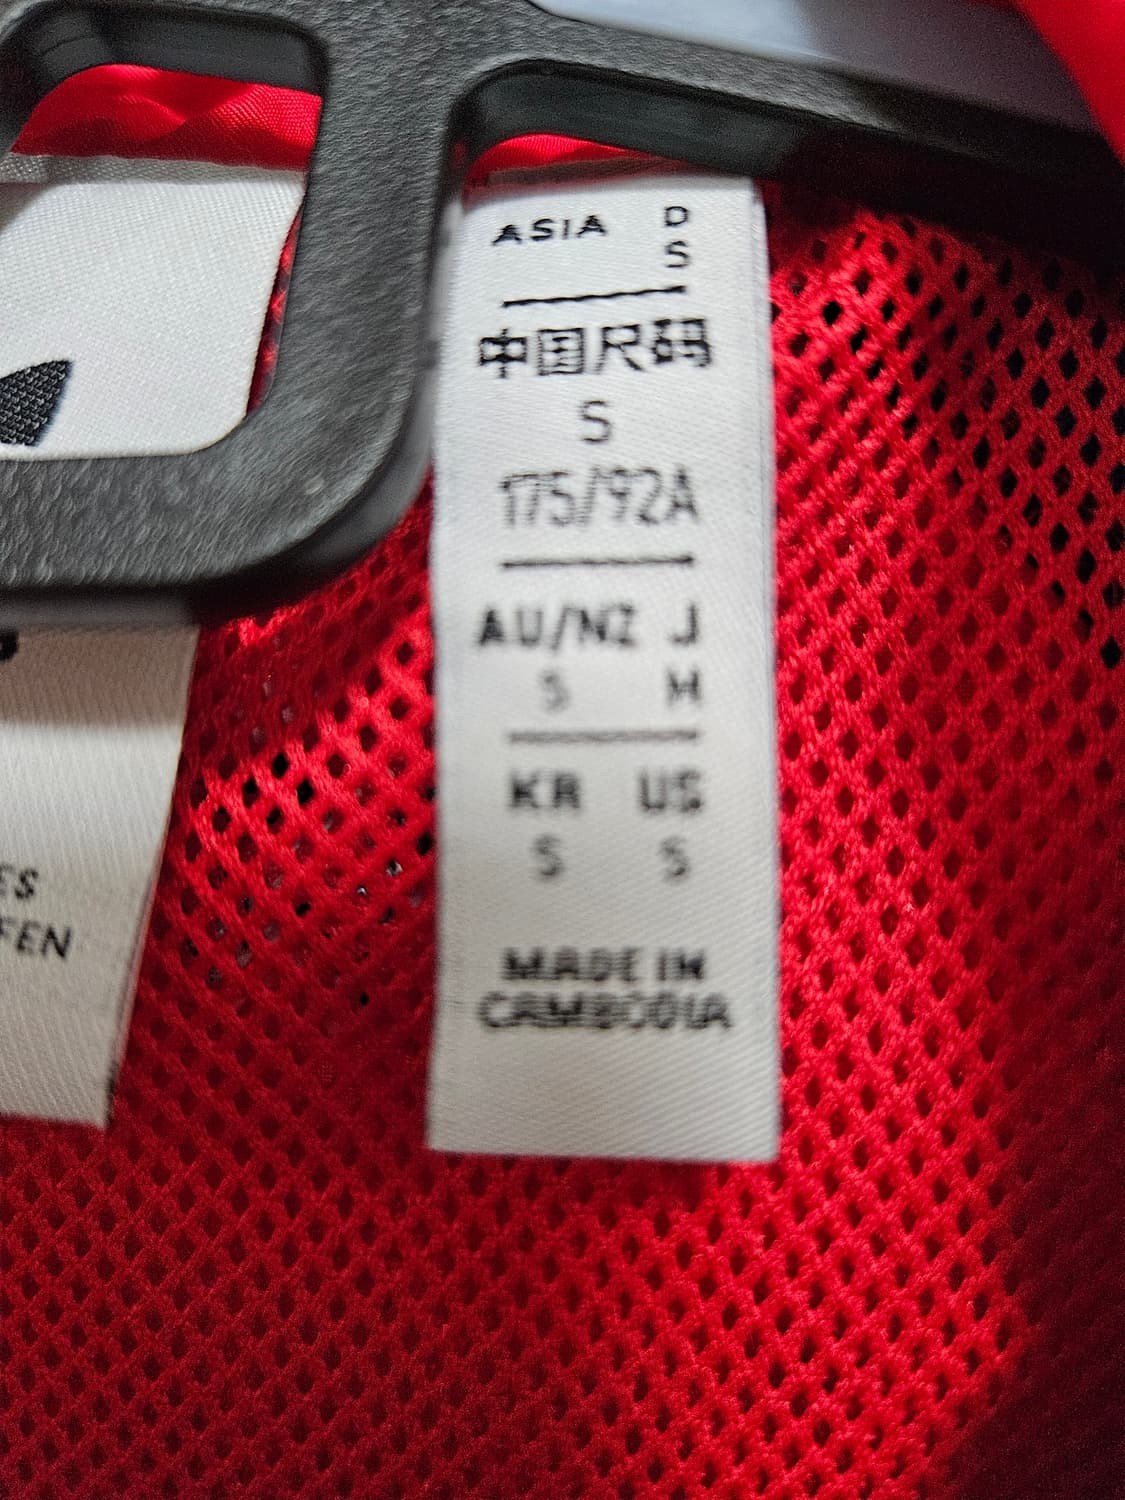 ASIA D
S
中国尺码
S
175/92A
AU/NZ J
S M
KR US
S S
MADE IN
CAMBODIA
ES
FEN